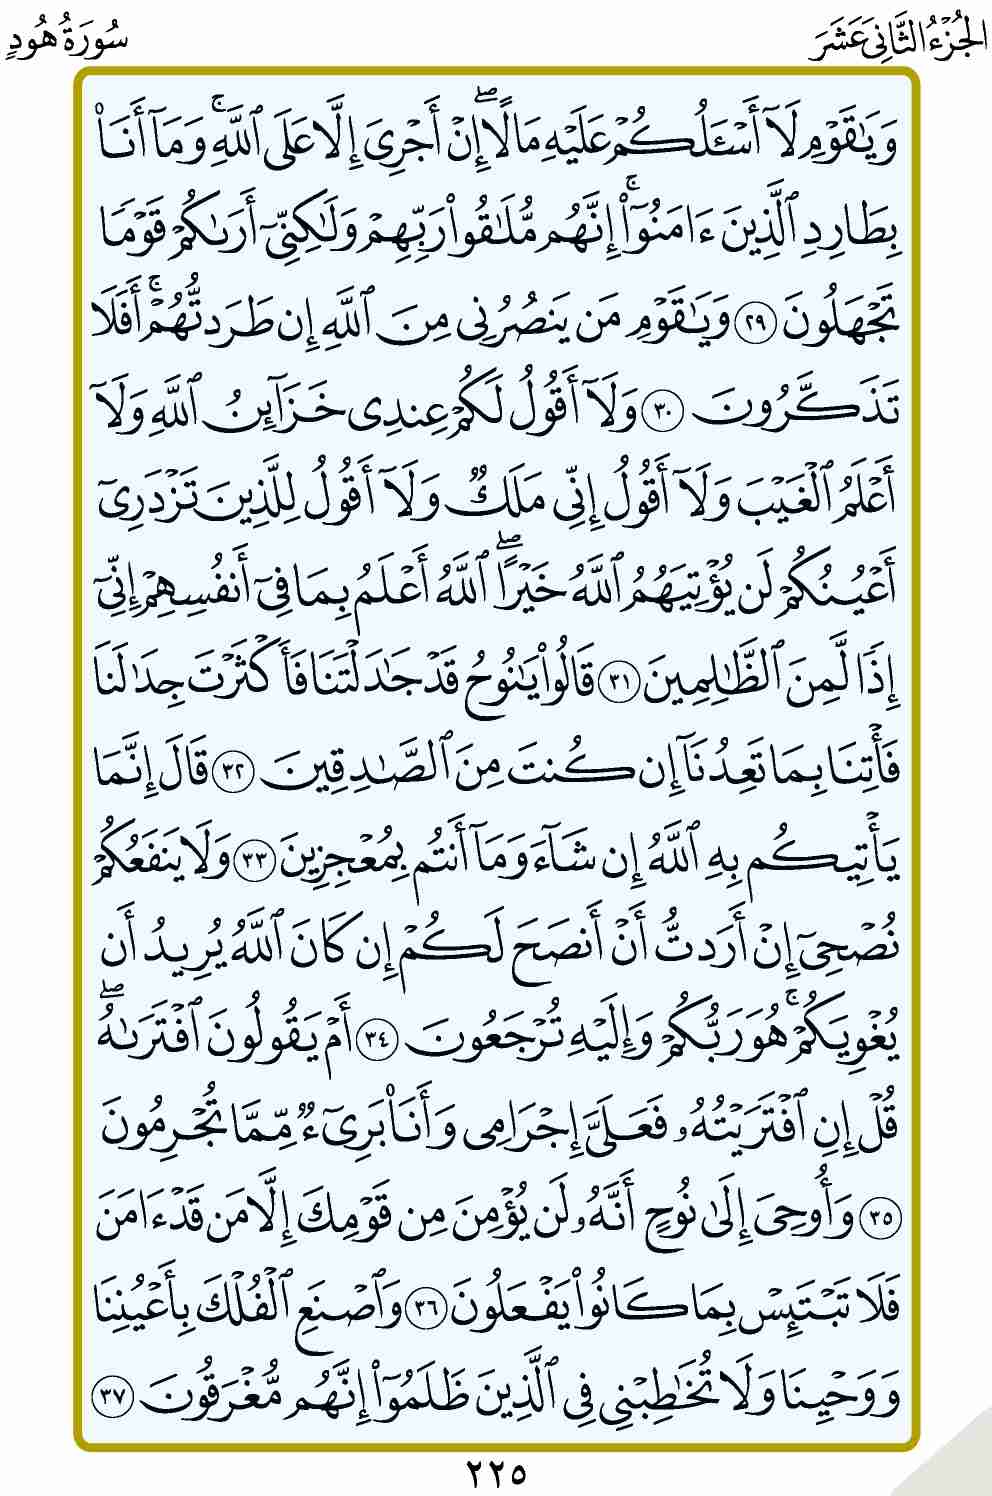 الجُزْءُ الثَّانِيَ عَشَرَ
سُورَةُ هُودٍ
وَيَٰقَوْمِ لَآ أَسْـَٔلُكُمْ عَلَيْهِ مَالًا ۖ إِنْ أَجْرِىَ إِلَّا عَلَى ٱللَّهِ ۚ وَمَآ أَنَا۠
بِطَارِدِ ٱلَّذِينَ ءَامَنُوٓا۟ ۚ إِنَّهُم مُّلَٰقُوا۟ رَبِّهِمْ وَلَٰكِنِّىٓ أَرَىٰكُمْ قَوْمًا
تَجْهَلُونَ ٢٩ وَيَٰقَوْمِ مَن يَنصُرُنِى مِنَ ٱللَّهِ إِن طَرَدتُّهُمْ ۚ أَفَلَا
تَذَكَّرُونَ ٣٠ وَلَآ أَقُولُ لَكُمْ عِندِى خَزَآئِنُ ٱللَّهِ وَلَآ
أَعْلَمُ ٱلْغَيْبَ وَلَآ أَقُولُ إِنِّى مَلَكٌ وَلَآ أَقُولُ لِلَّذِينَ تَزْدَرِىٓ
أَعْيُنُكُمْ لَن يُؤْتِيَهُمُ ٱللَّهُ خَيْرًا ۖ ٱللَّهُ أَعْلَمُ بِمَا فِىٓ أَنفُسِهِمْ إِنِّىٓ
إِذًا لَّمِنَ ٱلظَّٰلِمِينَ ٣١ قَالُوا۟ يَٰنُوحُ قَدْ جَٰدَلْتَنَا فَأَكْثَرْتَ جِدَٰلَنَا
فَأْتِنَا بِمَا تَعِدُنَآ إِن كُنتَ مِنَ ٱلصَّٰدِقِينَ ٣٢ قَالَ إِنَّمَا
يَأْتِيكُم بِهِ ٱللَّهُ إِن شَآءَ وَمَآ أَنتُم بِمُعْجِزِينَ ٣٣ وَلَا يَنفَعُكُمْ
نُصْحِىٓ إِنْ أَرَدتُّ أَنْ أَنصَحَ لَكُمْ إِن كَانَ ٱللَّهُ يُرِيدُ أَن
يُغْوِيَكُمْ ۚ هُوَ رَبُّكُمْ وَإِلَيْهِ تُرْجَعُونَ ٣٤ أَمْ يَقُولُونَ ٱفْتَرَىٰهُ ۖ
قُلْ إِنِ ٱفْتَرَيْتُهُۥ فَعَلَىَّ إِجْرَامِى وَأَنَا۠ بَرِىٓءٌ مِّمَّا تُجْرِمُونَ
٣٥ وَأُوحِىَ إِلَىٰ نُوحٍ أَنَّهُۥ لَن يُؤْمِنَ مِن قَوْمِكَ إِلَّا مَن قَدْ ءَامَنَ
فَلَا تَبْتَئِسْ بِمَا كَانُوا۟ يَفْعَلُونَ ٣٦ وَٱصْنَعِ ٱلْفُلْكَ بِأَعْيُنِنَا
وَوَحْيِنَا وَلَا تُخَٰطِبْنِى فِى ٱلَّذِينَ ظَلَمُوٓا۟ إِنَّهُم مُّغْرَقُونَ ٣٧
٢٢٥